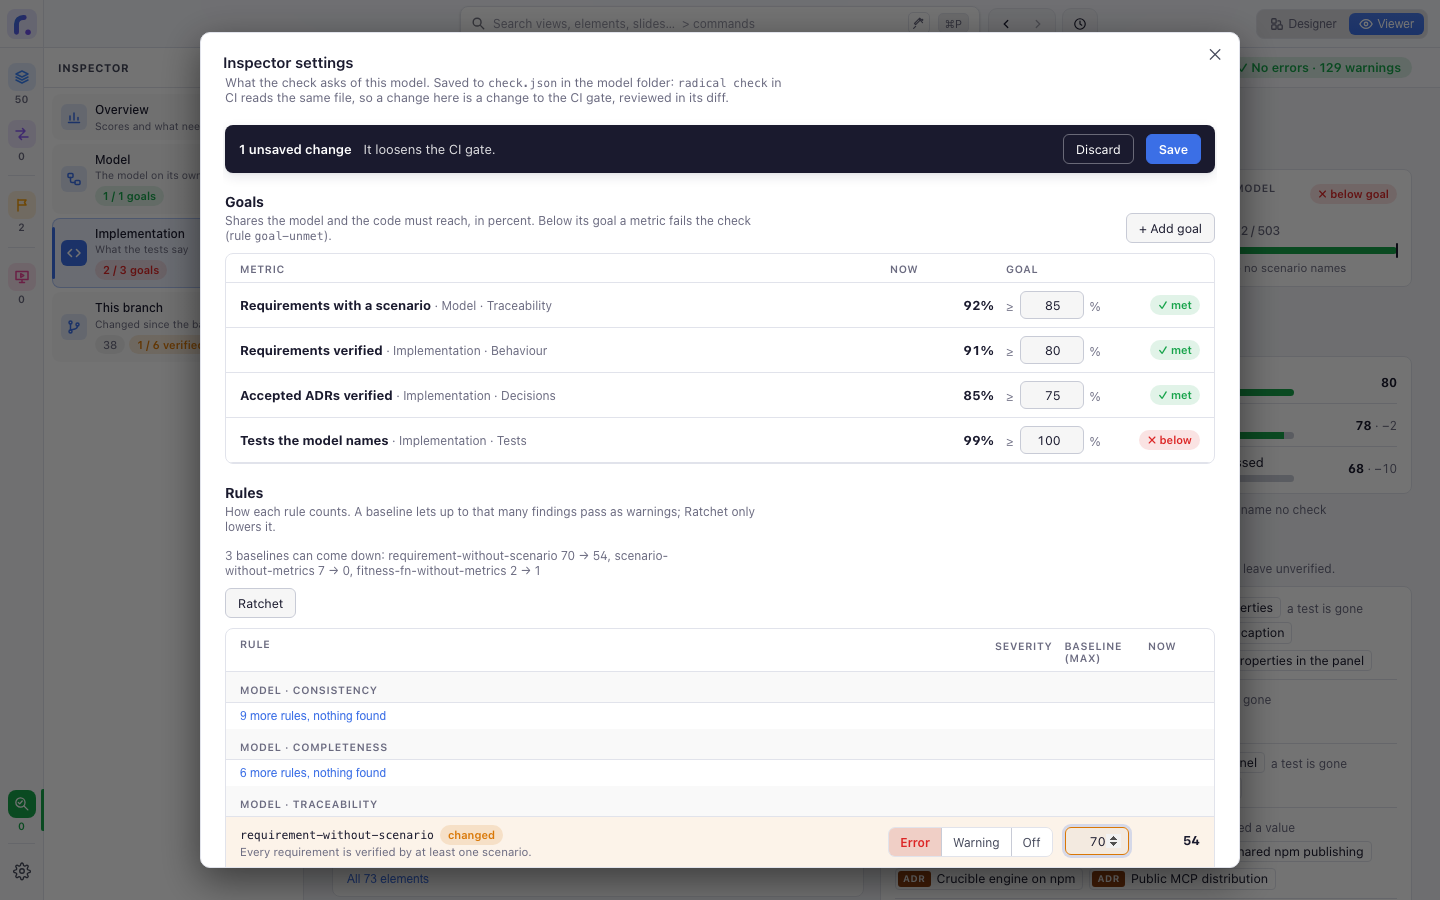 Search views, elements, slides... > commands
⌘P
Designer
Viewer
INSPECTOR
✓ No errors · 129 warnings
50
0
2
0
0
Overview
Scores and what nee
Model
The model on its own
1 / 1 goals
Implementation
What the tests say
2 / 3 goals
This branch
Changed since the ba
38
1 / 6 verified
Inspector settings
What the check asks of this model. Saved to check.json in the model folder: radical check in
CI reads the same file, so a change here is a change to the CI gate, reviewed in its diff.
1 unsaved change It loosens the CI gate.
Discard
Save
Goals
Shares the model and the code must reach, in percent. Below its goal a metric fails the check
(rule goal-unmet).
+ Add goal
METRIC NOW GOAL
Requirements with a scenario · Model · Traceability 92% ≥ 85 % ✓ met
Requirements verified · Implementation · Behaviour 91% ≥ 80 % ✓ met
Accepted ADRs verified · Implementation · Decisions 85% ≥ 75 % ✓ met
Tests the model names · Implementation · Tests 99% ≥ 100 % ✕ below
Rules
How each rule counts. A baseline lets up to that many findings pass as warnings; Ratchet only
lowers it.
3 baselines can come down: requirement-without-scenario 70 → 54, scenario-
without-metrics 7 → 0, fitness-fn-without-metrics 2 → 1
Ratchet
RULE SEVERITY BASELINE (MAX) NOW
MODEL · CONSISTENCY
9 more rules, nothing found
MODEL · COMPLETENESS
6 more rules, nothing found
MODEL · TRACEABILITY
requirement-without-scenario changed
Every requirement is verified by at least one scenario.
Error Warning Off 70 54
MODEL
✕ below goal
2 / 503
no scenario names
80
78 · −2
ssed
68 · −10
name no check
leave unverified.
erties a test is gone
caption
roperties in the panel
gone
nel a test is gone
ed a value
hared npm publishing
All 73 elements
ADR Crucible engine on npm
ADR Public MCP distribution